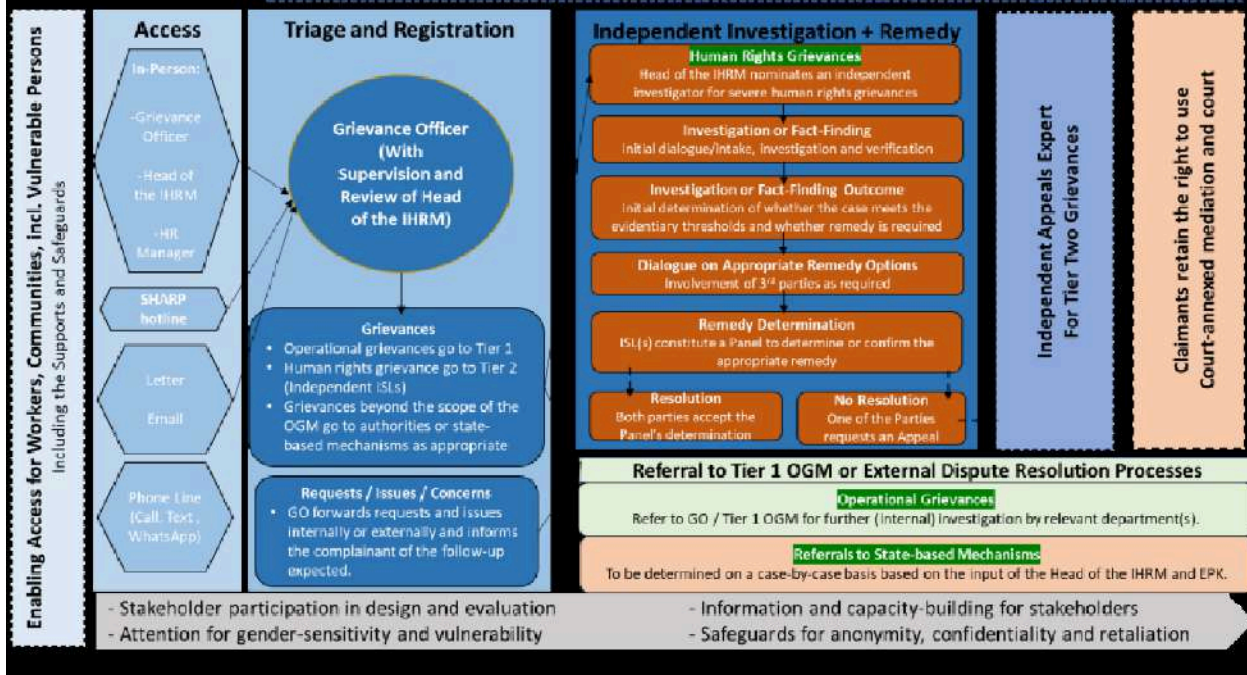 Enabling Access for Workers, Communities, incl. Vulnerable Persons
Including the Supports and Safeguards
Access
In-Person:
-Grievance
Officer
-Head of
the IHRM
-HR
Manager
SHARP
hotline
Letter
Email
Phone Line
(Call, Text,
WhatsApp)
Triage and Registration
Grievance Officer
(With
Supervision and
Review of Head
of the IHRM)
Grievances
• Operational grievances go to Tier 1
• Human rights grievance go to Tier 2
(Independent ISLs)
• Grievances beyond the scope of the
OGM go to authorities or state-
based mechanisms as appropriate
Requests / Issues / Concerns
• GO forwards requests and issues
internally or externally and informs
the complainant of the follow-up
expected.
Independent Investigation + Remedy
Human Rights Grievances
Head of the IHRM nominates an independent
investigator for severe human rights grievances
Investigation or Fact-Finding
Initial dialogue/intake, investigation and verification
Investigation or Fact-Finding Outcome
Initial determination of whether the case meets the
evidentiary thresholds and whether remedy is required
Dialogue on Appropriate Remedy Options
Involvement of 3rd parties as required
Remedy Determination
ISL(s) constitute a Panel to determine or confirm the
appropriate remedy
Resolution
Both parties accept the
Panel's determination
No Resolution
One of the Parties
requests an Appeal
Independent Appeals Expert
For Tier Two Grievances
Claimants retain the right to use
Court-annexed mediation and court
Referral to Tier 1 OGM or External Dispute Resolution Processes
Operational Grievances
Refer to GO / Tier 1 OGM for further (internal) investigation by relevant department(s).
Referrals to State-based Mechanisms
To be determined on a case-by-case basis based on the input of the Head of the IHRM and EPK.
- Stakeholder participation in design and evaluation
- Attention for gender-sensitivity and vulnerability
- Information and capacity-building for stakeholders
- Safeguards for anonymity, confidentiality and retaliation